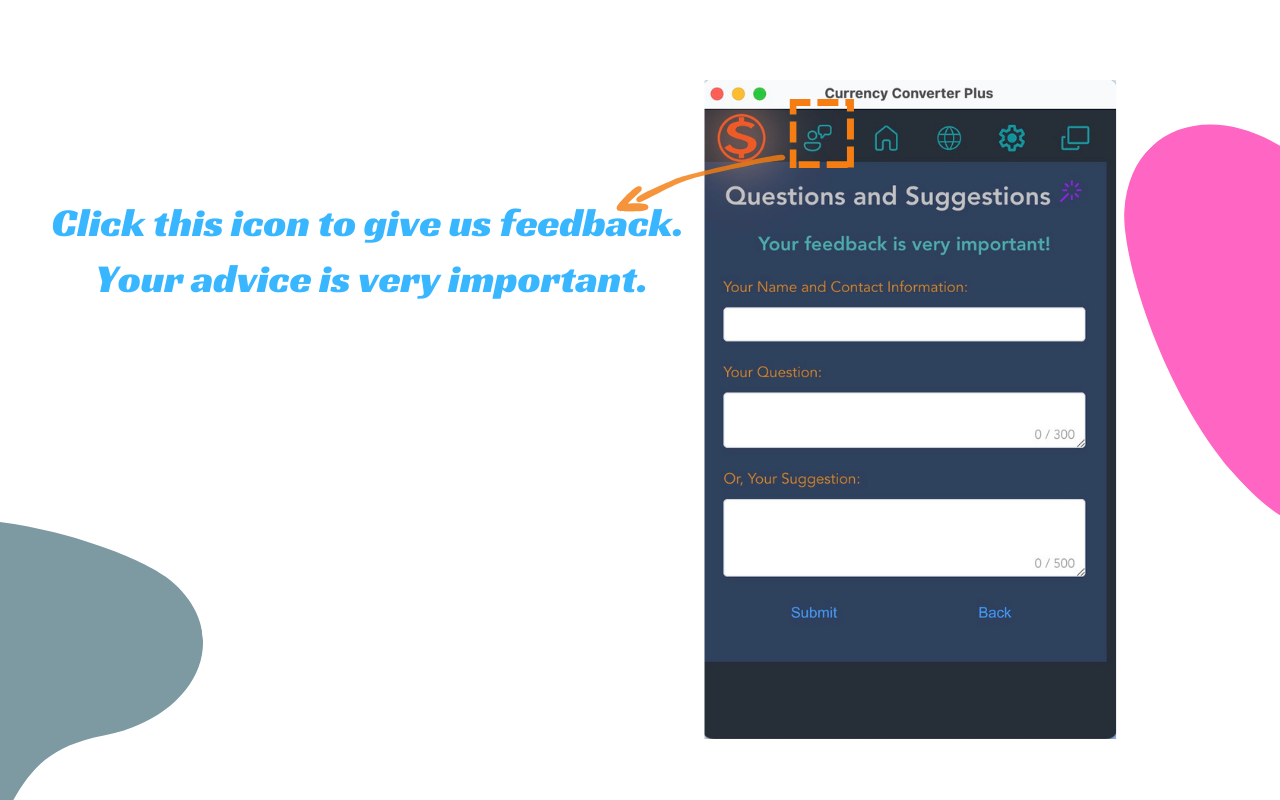 Click this icon to give us feedback.
Your advice is very important.
Currency Converter Plus
Questions and Suggestions
Your feedback is very important!
Your Name and Contact Information:
Your Question:
0 / 300
Or, Your Suggestion:
0 / 500
Submit
Back